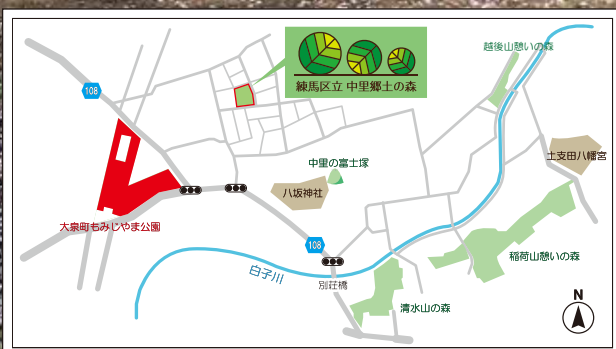 越後山憩いの森
練馬区立 中里郷土の森
108
土支田八幡宮
中里の富士塚
八坂神社
大泉町もみじやま公園
108
稲荷山憩いの森
白子川
別荘橋
清水山の森
N